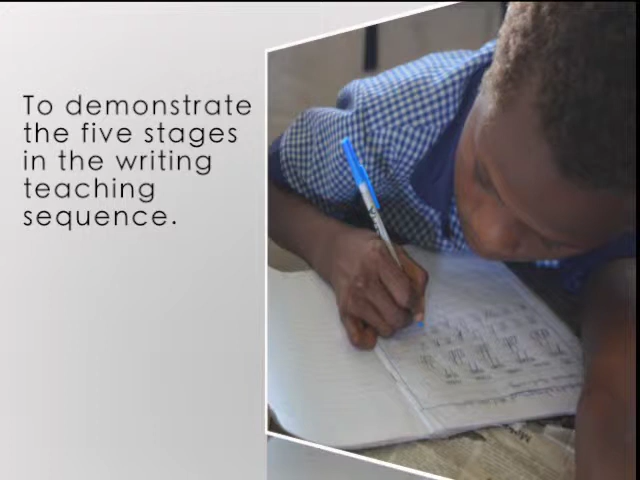 To demonstrate
the five stages
in the writing
teaching
sequence.